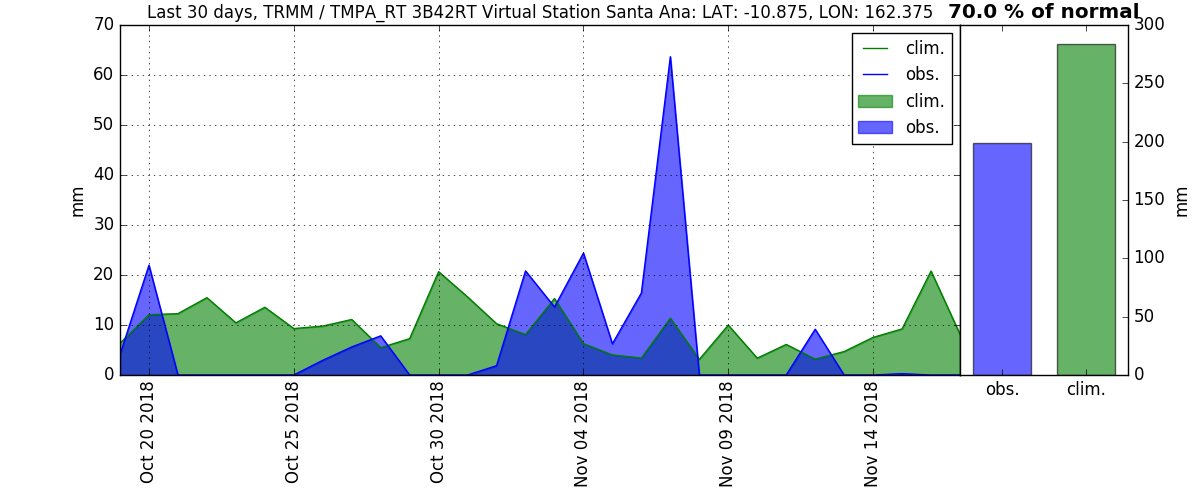 Last 30 days, TRMM / TMPA_RT 3B42RT Virtual Station Santa Ana: LAT: -10.875, LON: 162.375
70.0 % of normal
70
60
50
40
30
20
10
0
mm
clim.
obs.
clim.
obs.
Oct 20 2018
Oct 25 2018
Oct 30 2018
Nov 04 2018
Nov 09 2018
Nov 14 2018
300
250
200
150
100
50
0
mm
obs.
clim.